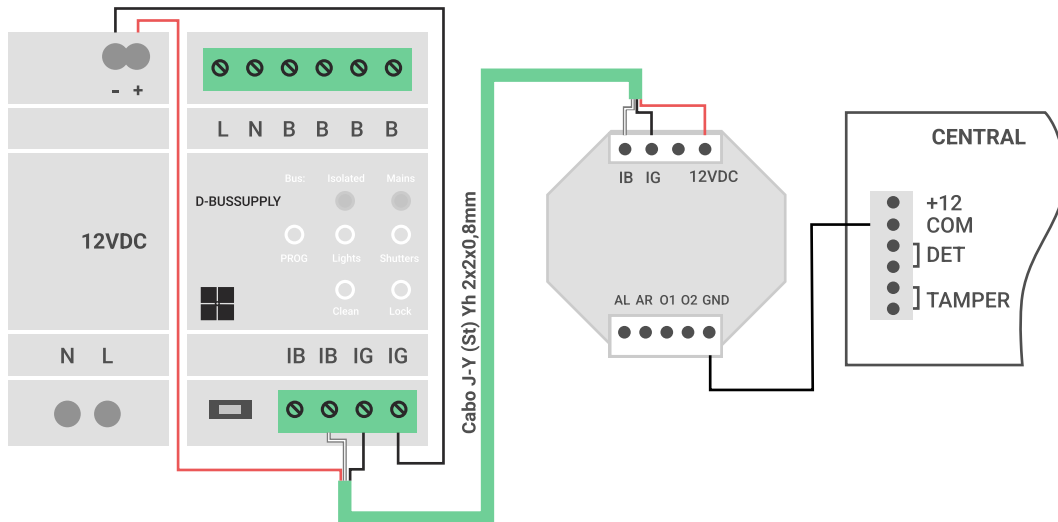 - +
12VDC
N L
L N B B B B
Bus: Isolated Mains
D-BUSSUPPLY
PROG Lights Shutters
Clean Lock
IB IB IG IG
Cabo J-Y (St) Yh 2x2x0,8mm
IB IG 12VDC
AL AR O1 O2 GND
CENTRAL
+12
COM
DET
TAMPER